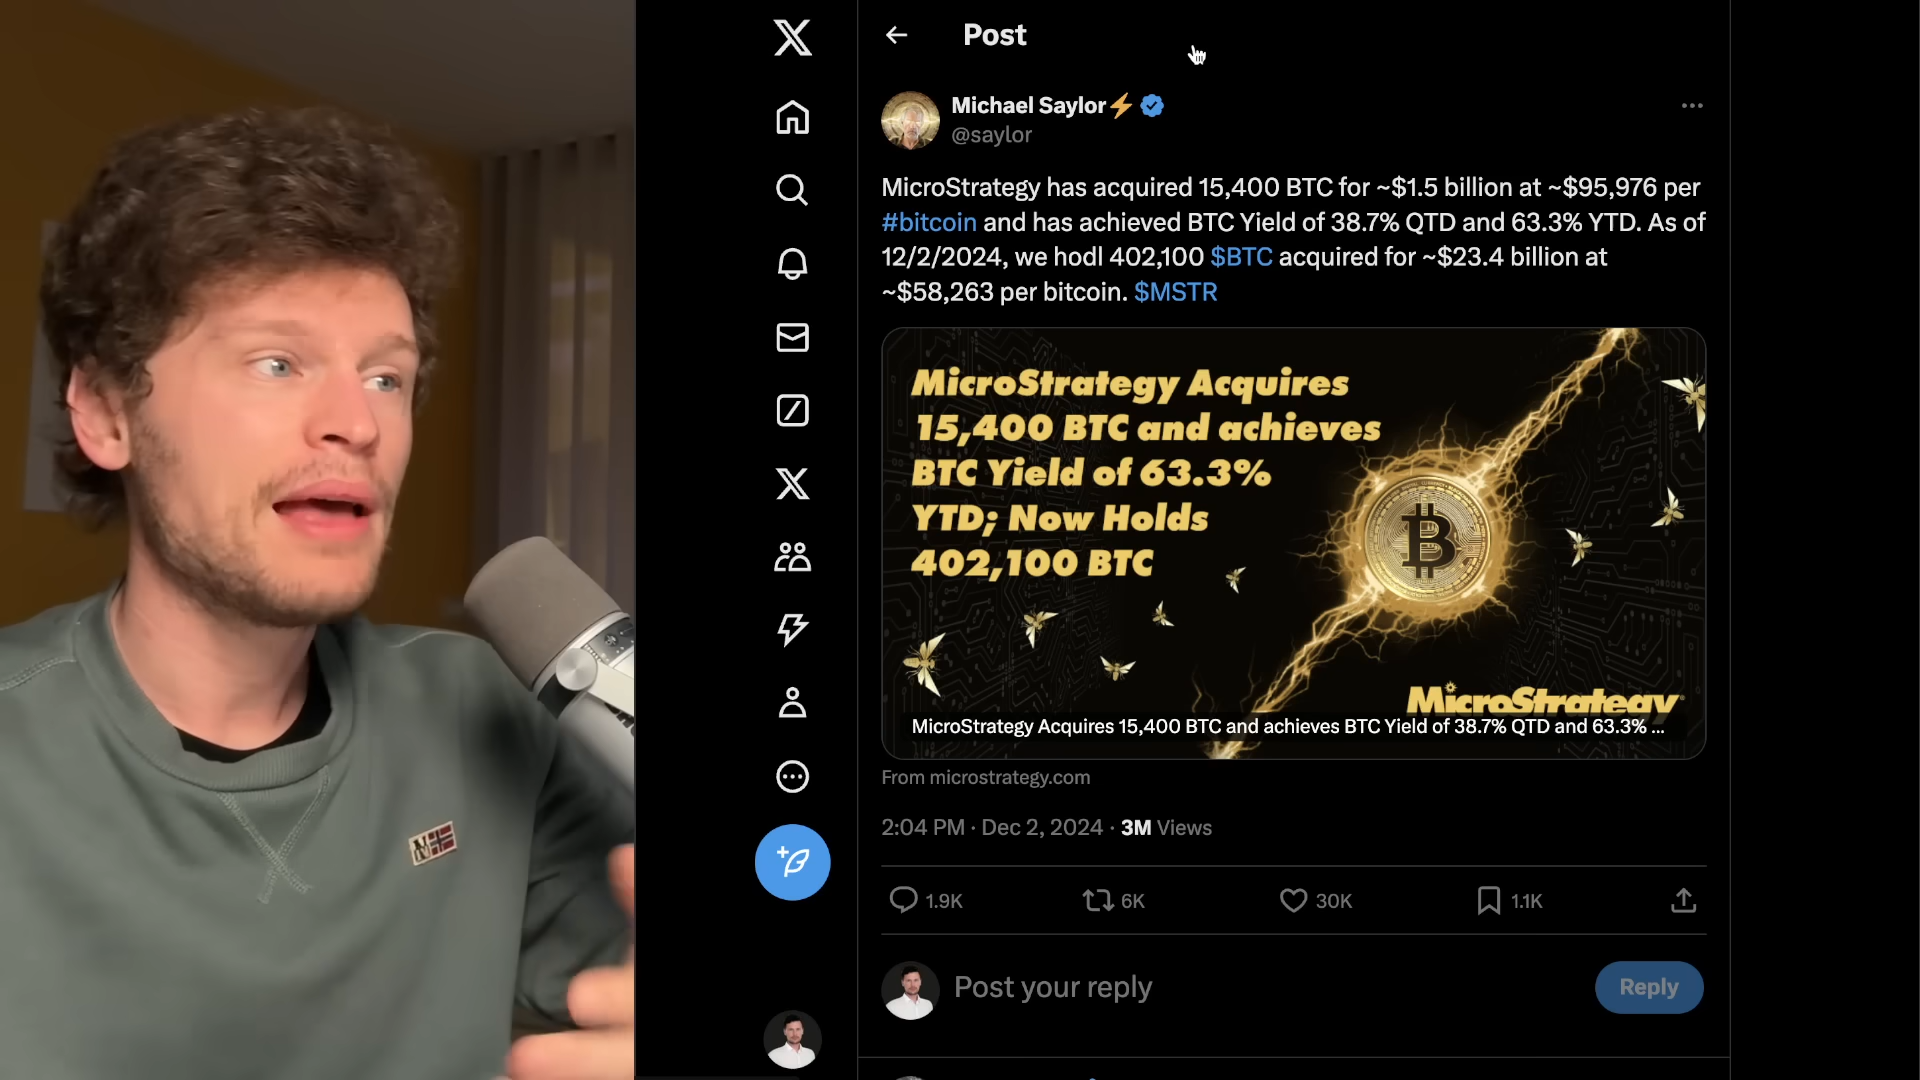 Post
Michael Saylor⚡
@saylor
MicroStrategy has acquired 15,400 BTC for ~$1.5 billion at ~$95,976 per
#bitcoin and has achieved BTC Yield of 38.7% QTD and 63.3% YTD. As of
12/2/2024, we hodl 402,100 $BTC acquired for ~$23.4 billion at
~$58,263 per bitcoin. $MSTR
MicroStrategy Acquires
15,400 BTC and achieves
BTC Yield of 63.3%
YTD; Now Holds
402,100 BTC
MicroStrategy
MicroStrategy Acquires 15,400 BTC and achieves BTC Yield of 38.7% QTD and 63.3% ...
From microstrategy.com
2:04 PM · Dec 2, 2024 · 3M Views
1.9K 6K 30K 1.1K
Post your reply
Reply